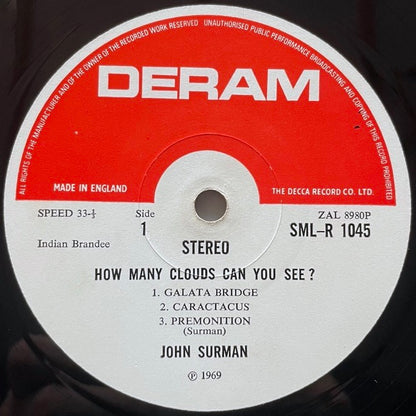 ALL RIGHTS OF THE MANUFACTURER AND OF THE OWNER OF THE RECORDED WORK RESERVED UNAUTHORISED PUBLIC PERFORMANCE BROADCASTING AND COPYING OF THIS RECORD PROHIBITED
DERAM
MADE IN ENGLAND
THE DECCA RECORD CO. LTD.
SPEED 33-⅓
Side
1
ZAL 8980P
SML-R 1045
Indian Brandee
STEREO
HOW MANY CLOUDS CAN YOU SEE?
1. GALATA BRIDGE
2. CARACTACUS
3. PREMONITION
(Surman)
JOHN SURMAN
℗ 1969